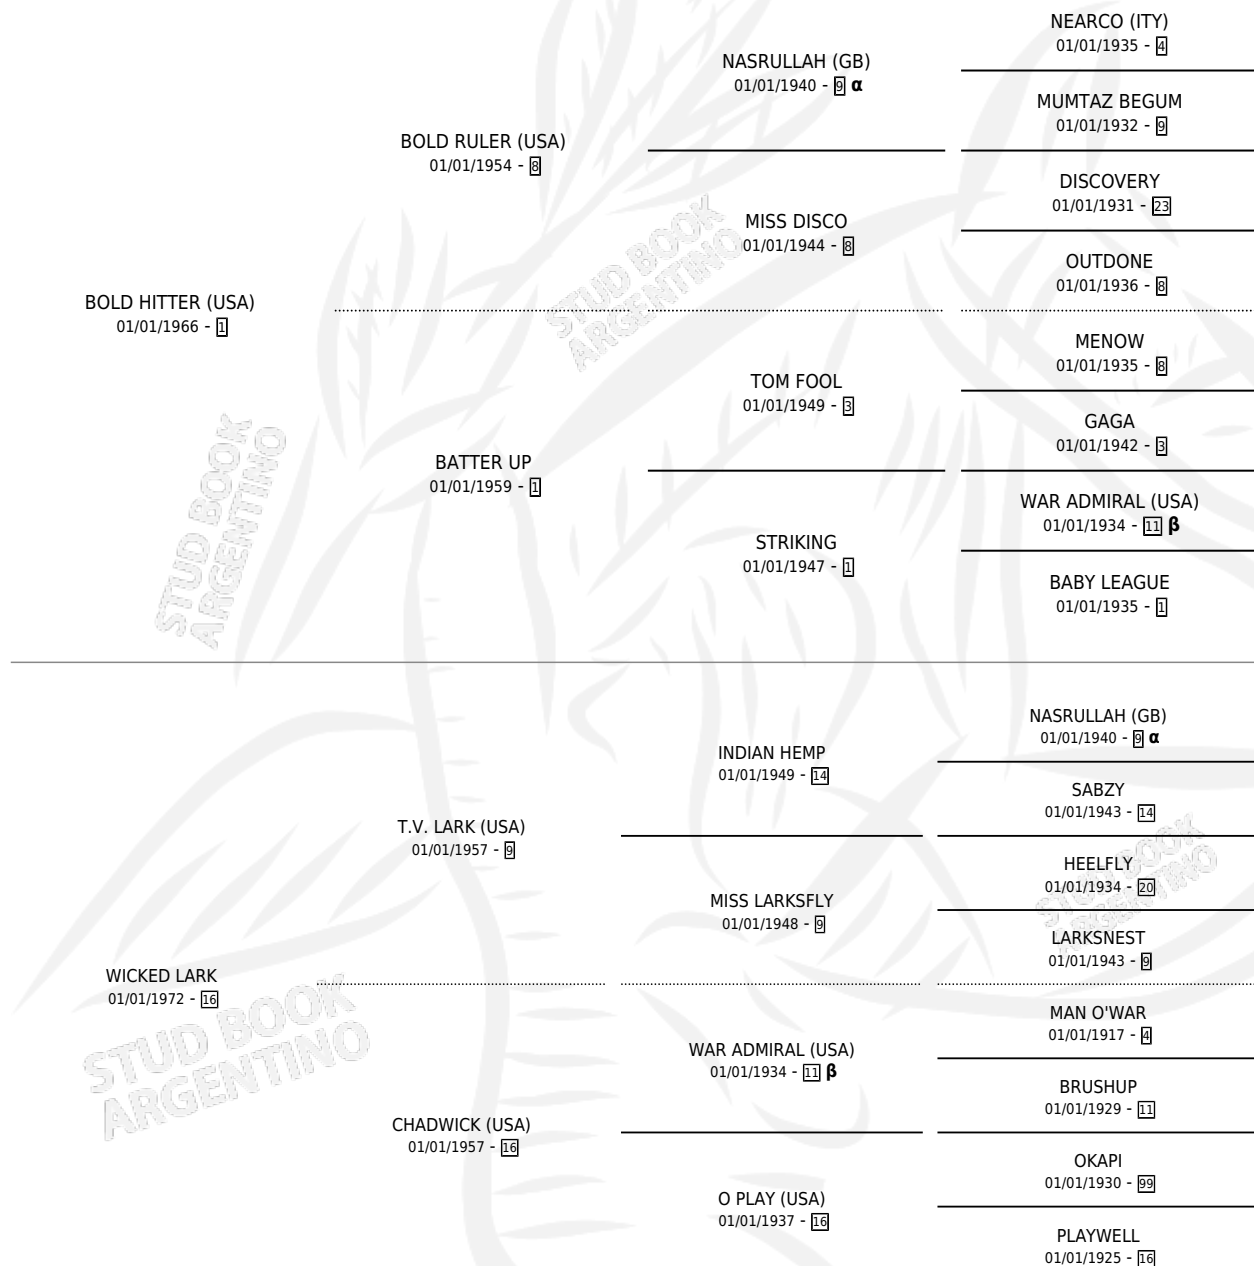 NEARCO (ITY)
01/01/1935 - 4
NASRULLAH (GB)
01/01/1940 - 9 α
MUMTAZ BEGUM
01/01/1932 - 9
BOLD RULER (USA)
01/01/1954 - 8
DISCOVERY
01/01/1931 - 23
MISS DISCO
01/01/1944 - 8
OUTDONE
01/01/1936 - 8
BOLD HITTER (USA)
01/01/1966 - 1
STUD BOOK
ARGENTINO
MENOW
01/01/1935 - 8
TOM FOOL
01/01/1949 - 3
GAGA
01/01/1942 - 3
BATTER UP
01/01/1959 - 1
STUD BOOK
ARGENTINO
WAR ADMIRAL (USA)
01/01/1934 - 11 β
STRIKING
01/01/1947 - 1
BABY LEAGUE
01/01/1935 - 1
NASRULLAH (GB)
01/01/1940 - 9 α
INDIAN HEMP
01/01/1949 - 14
SABZY
01/01/1943 - 14
T.V. LARK (USA)
01/01/1957 - 9
STUD BOOK
ARGENTINO
HEELFLY
01/01/1934 - 20
MISS LARKSFLY
01/01/1948 - 9
LARKSNEST
01/01/1943 - 9
WICKED LARK
01/01/1972 - 16
STUD BOOK
ARGENTINO
MAN O'WAR
01/01/1917 - 4
WAR ADMIRAL (USA)
01/01/1934 - 11 β
BRUSHUP
01/01/1929 - 11
CHADWICK (USA)
01/01/1957 - 16
OKAPI
01/01/1930 - 99
O PLAY (USA)
01/01/1937 - 16
PLAYWELL
01/01/1925 - 16